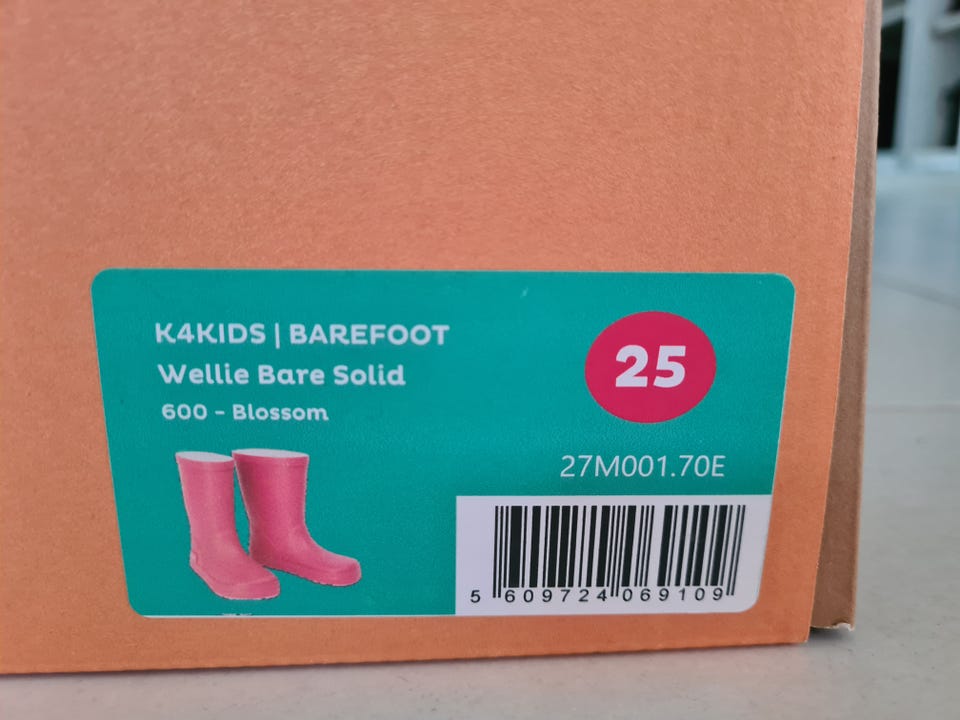 K4KIDS | BAREFOOT
Wellie Bare Solid
600 - Blossom
25
27M001.70E
5 609724 069109